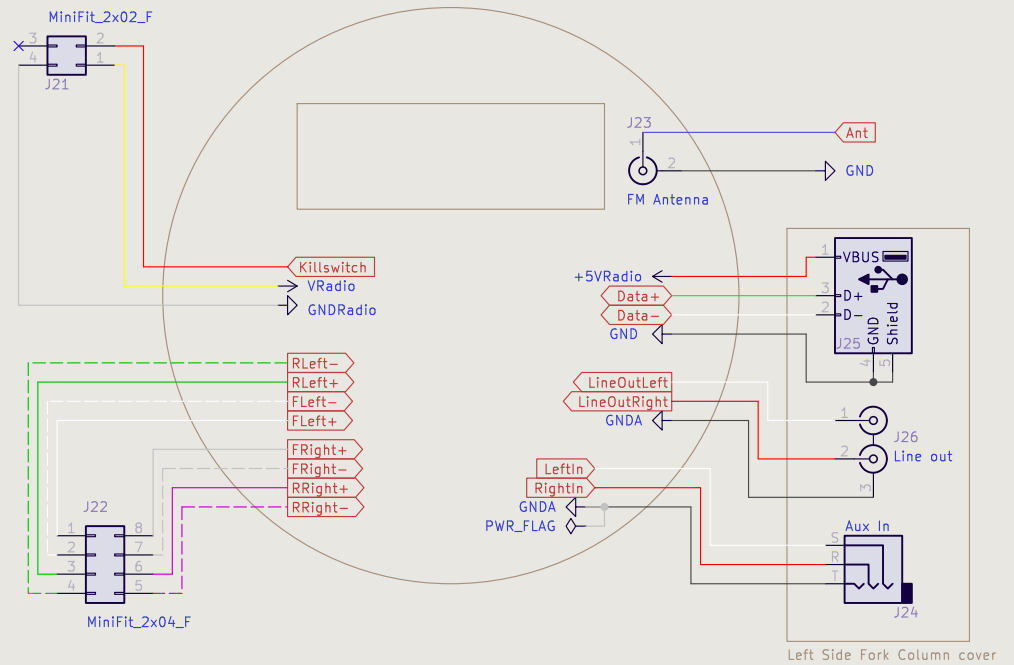 MiniFit_2x02_F
3 2
4 1
J21
J23
1
2
FM Antenna
Ant
GND
Killswitch
VRadio
GNDRadio
+5VRadio
Data+
Data-
GND
1 VBUS
3 D+
2 D-
GND
Shield
J25
4
5
RLeft-
RLeft+
FLeft-
FLeft+
FRight+
FRight-
RRight+
RRight-
LineOutLeft
LineOutRight
GNDA
1
2
3
J26
Line out
LeftIn
RightIn
GNDA
PWR_FLAG
Aux In
S
R
T
J24
J22
1 8
2 7
3 6
4 5
MiniFit_2x04_F
Left Side Fork Column cover